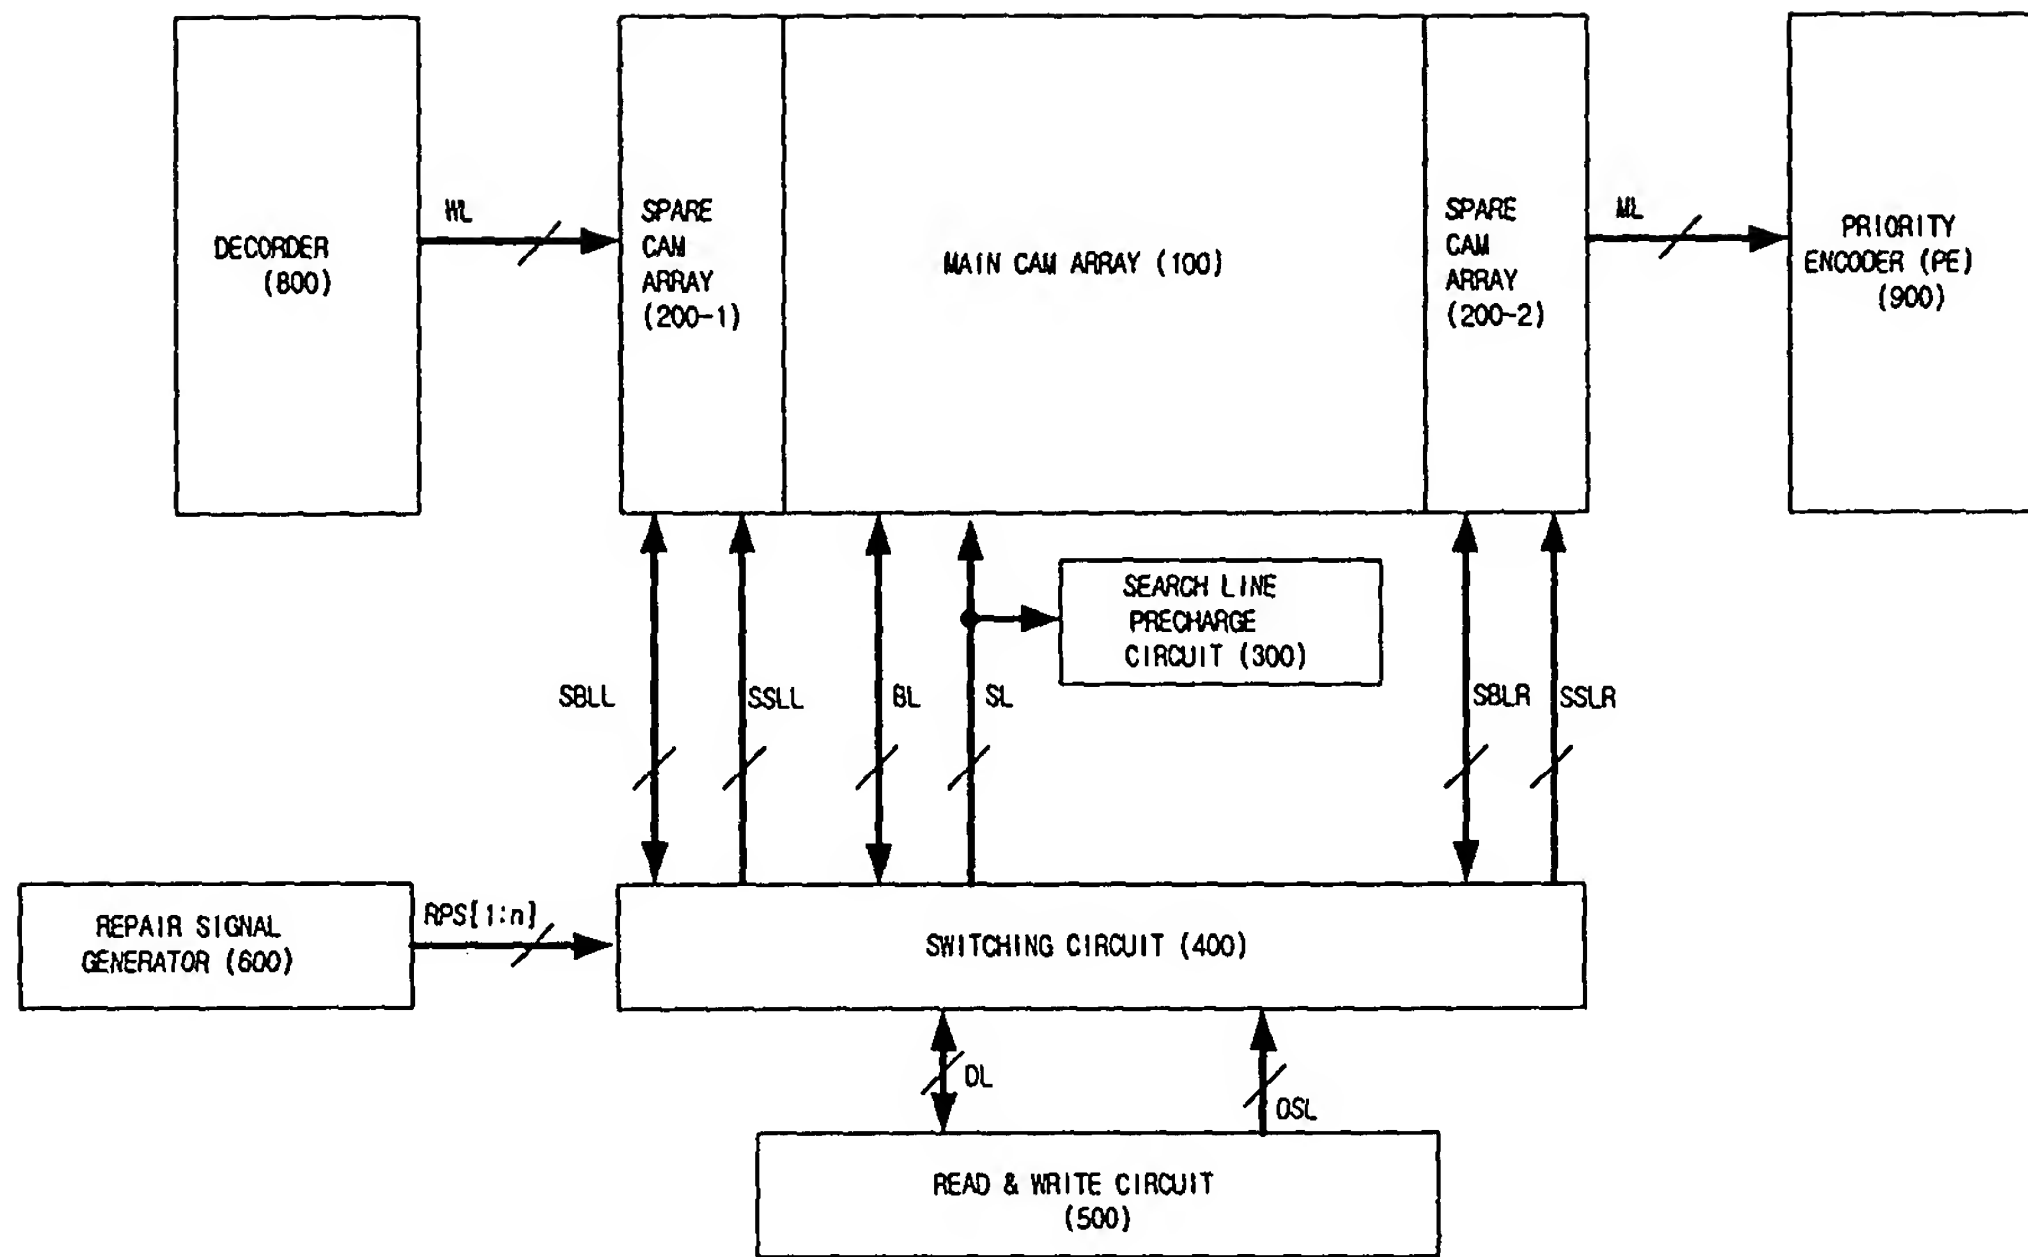 DECORDER
(800)
WL
SPARE
CAM
ARRAY
(200-1)
MAIN CAM ARRAY (100)
SPARE
CAM
ARRAY
(200-2)
ML
PRIORITY
ENCODER (PE)
(900)
SEARCH LINE
PRECHARGE
CIRCUIT (300)
SBLL
SSLL
BL
SL
SBLR
SSLR
REPAIR SIGNAL
GENERATOR (600)
RPS[1:n]
SWITCHING CIRCUIT (400)
DL
DSL
READ & WRITE CIRCUIT
(500)